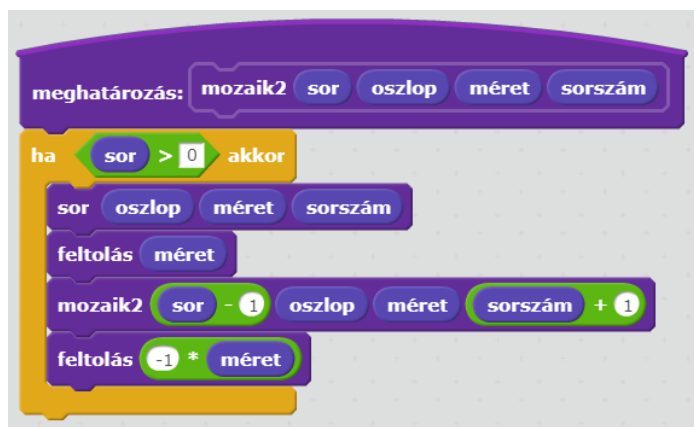 meghatározás: mozaik2 sor oszlop méret sorszám
ha sor > 0 akkor
sor oszlop méret sorszám
feltolás méret
mozaik2 sor - 1 oszlop méret sorszám + 1
feltolás -1 * méret